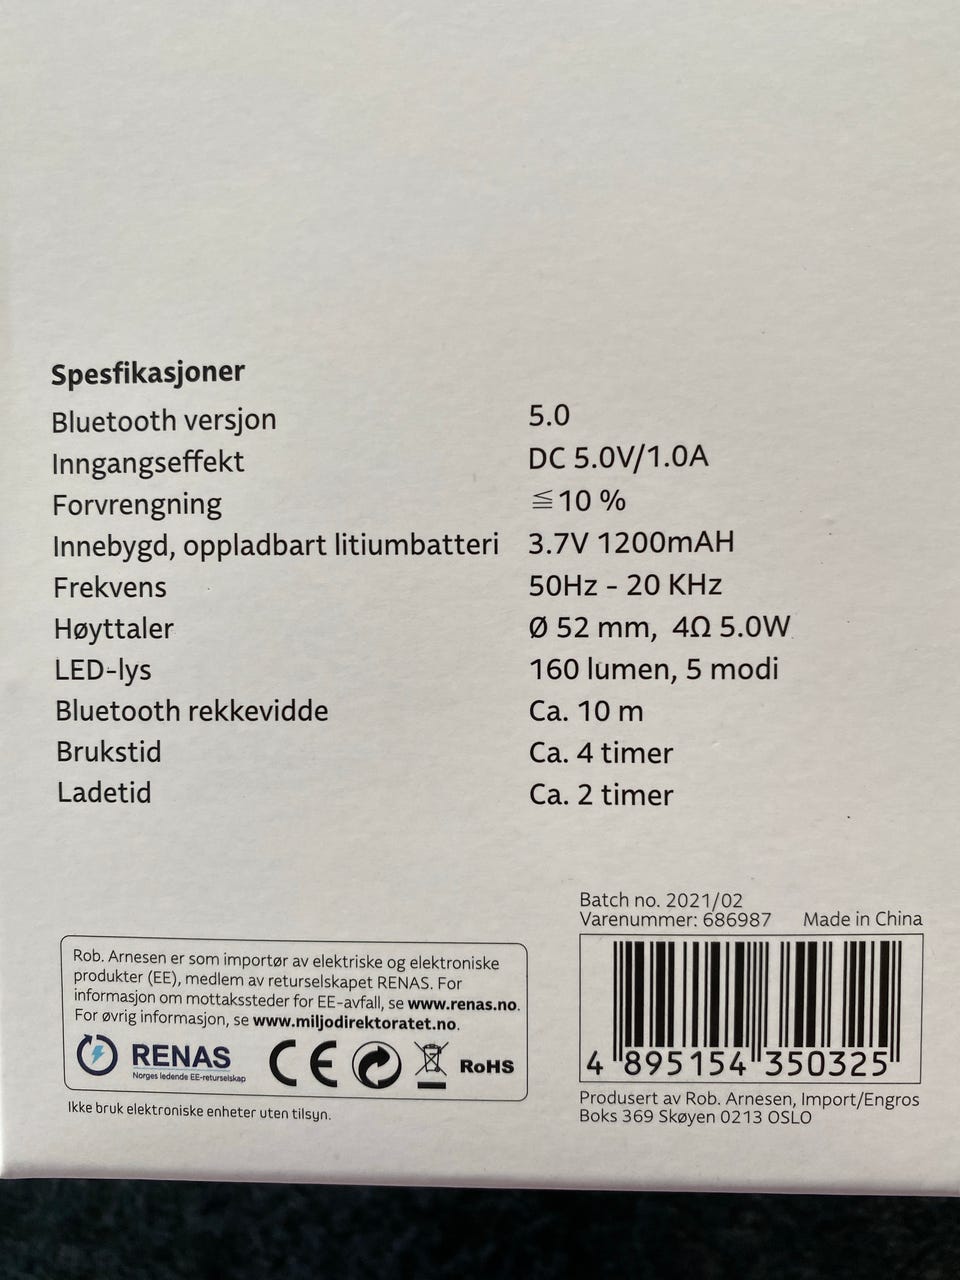 Spesfikasjoner
Bluetooth versjon 5.0
Inngangseffekt DC 5.0V/1.0A
Forvrengning ≦10 %
Innebygd, oppladbart litiumbatteri 3.7V 1200mAH
Frekvens 50Hz - 20 KHz
Høyttaler Ø 52 mm, 4Ω 5.0W
LED-lys 160 lumen, 5 modi
Bluetooth rekkevidde Ca. 10 m
Brukstid Ca. 4 timer
Ladetid Ca. 2 timer
Rob. Arnesen er som importør av elektriske og elektroniske
produkter (EE), medlem av returselskapet RENAS. For
informasjon om mottakssteder for EE-avfall, se www.renas.no.
For øvrig informasjon, se www.miljodirektoratet.no.
RENAS
Norges ledende EE-returselskap
CE
RoHS
Ikke bruk elektroniske enheter uten tilsyn.
Batch no. 2021/02
Varenummer: 686987 Made in China
4 895154 350325
Produsert av Rob. Arnesen, Import/Engros
Boks 369 Skøyen 0213 OSLO